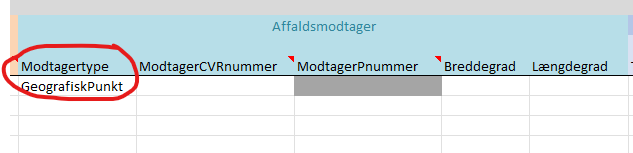 Affaldsmodtager
Modtagertype ModtagerCVRnummer ModtagerPnummer Breddegrad Længdegrad
GeografiskPunkt